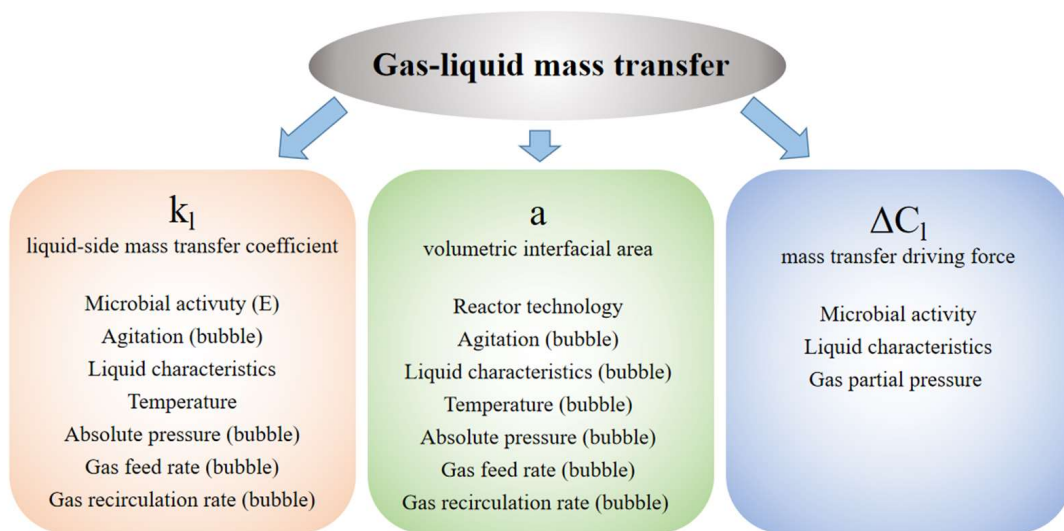 Gas-liquid mass transfer
kₗ
liquid-side mass transfer coefficient
Microbial activuty (E)
Agitation (bubble)
Liquid characteristics
Temperature
Absolute pressure (bubble)
Gas feed rate (bubble)
Gas recirculation rate (bubble)
a
volumetric interfacial area
Reactor technology
Agitation (bubble)
Liquid characteristics (bubble)
Temperature (bubble)
Absolute pressure (bubble)
Gas feed rate (bubble)
Gas recirculation rate (bubble)
ΔCₗ
mass transfer driving force
Microbial activity
Liquid characteristics
Gas partial pressure